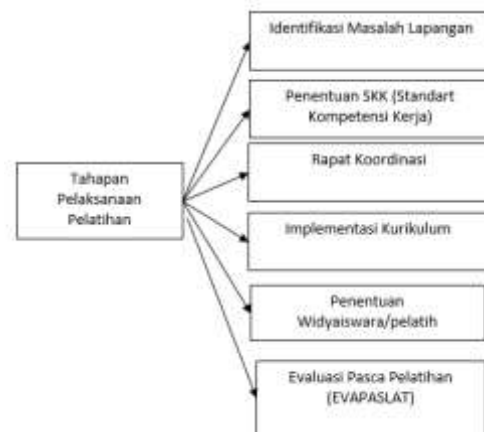 Identifikasi Masalah Lapangan
Penentuan SKK (Standart
Kompetensi Kerja)
Rapat Koordinasi
Tahapan
Pelaksanaan
Pelatihan
Implementasi Kurikulum
Penentuan
Widyaiswara/pelatih
Evaluasi Pasca Pelatihan
(EVAPASLAT)